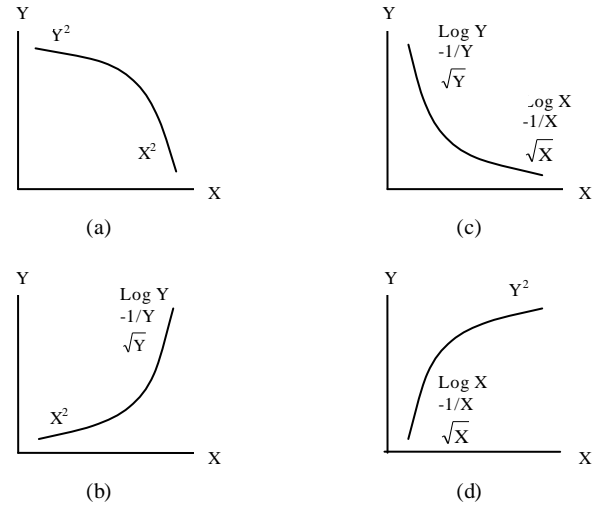 Y
Y²
X²
X
(a)
Y
Log Y
-1/Y
√Y
-1/X
√X
X
(c)
Y
Log Y
-1/Y
√Y
X²
X
(b)
Y
Y²
Log X
-1/X
√X
X
(d)